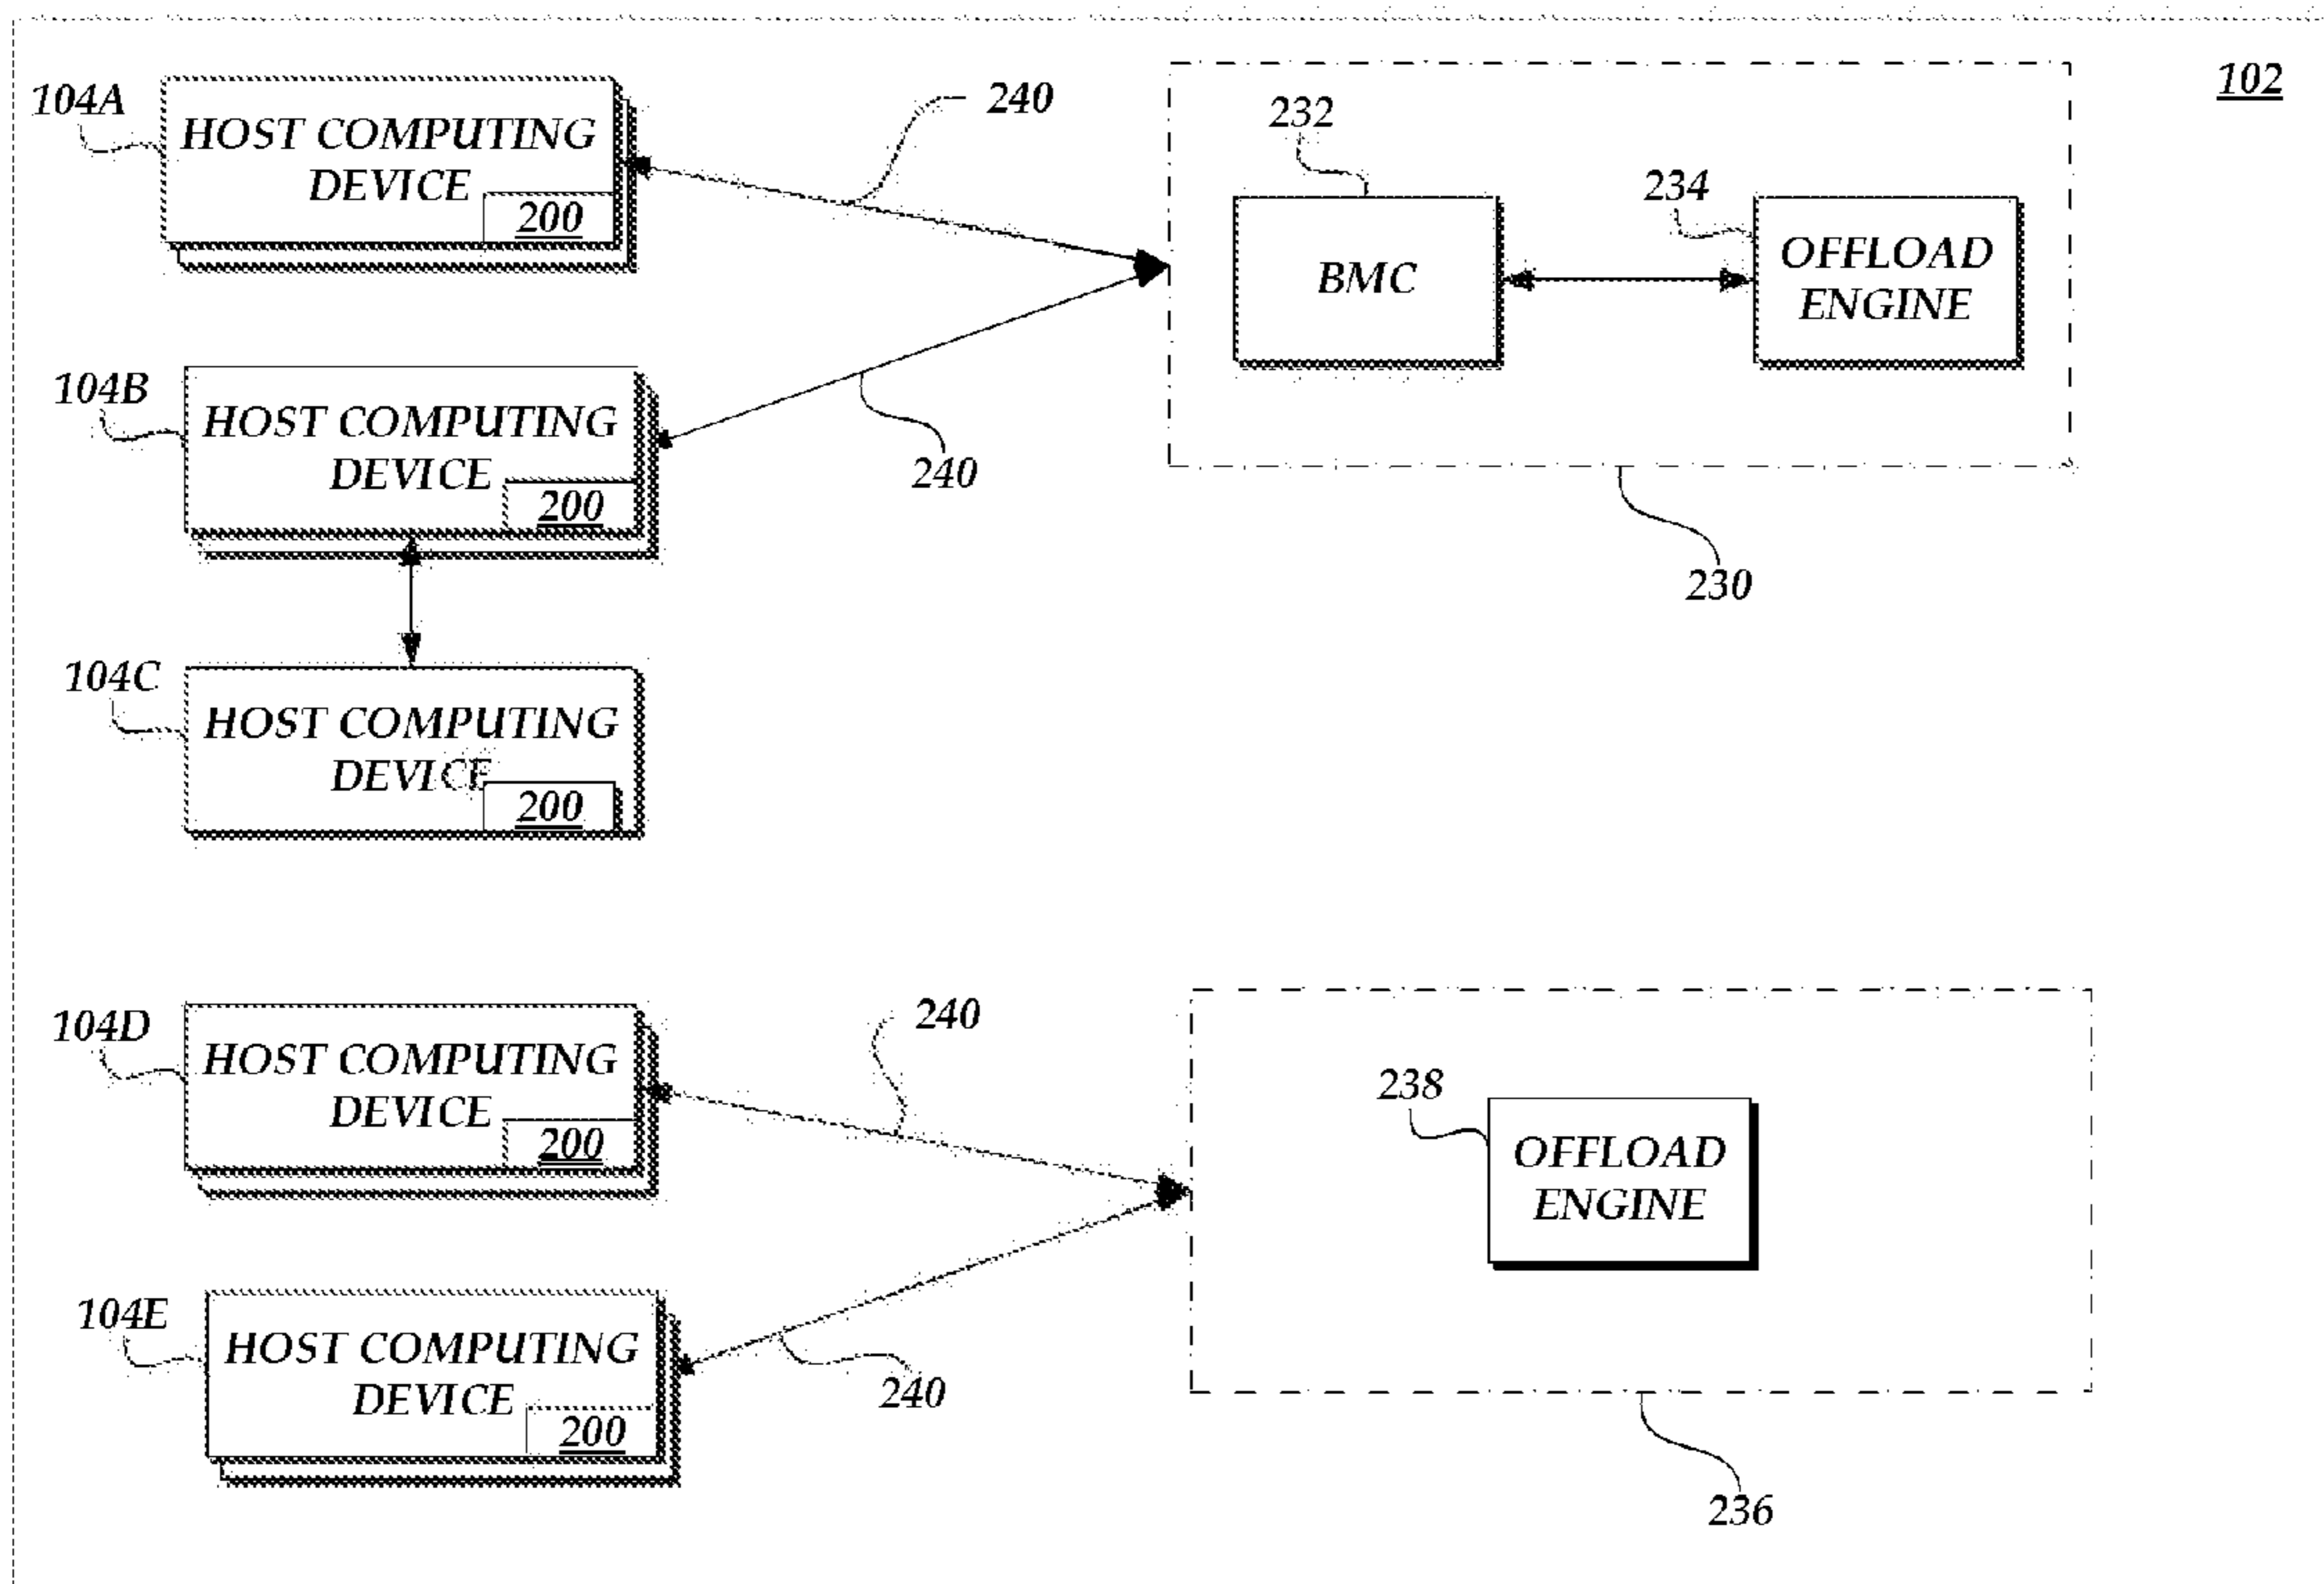 102
104A
HOST COMPUTING
DEVICE
200
240
232
BMC
234
OFFLOAD
ENGINE
104B
HOST COMPUTING
DEVICE
200
240
230
104C
HOST COMPUTING
DEVICE
200
104D
HOST COMPUTING
DEVICE
200
240
238
OFFLOAD
ENGINE
104E
HOST COMPUTING
DEVICE
200
240
236